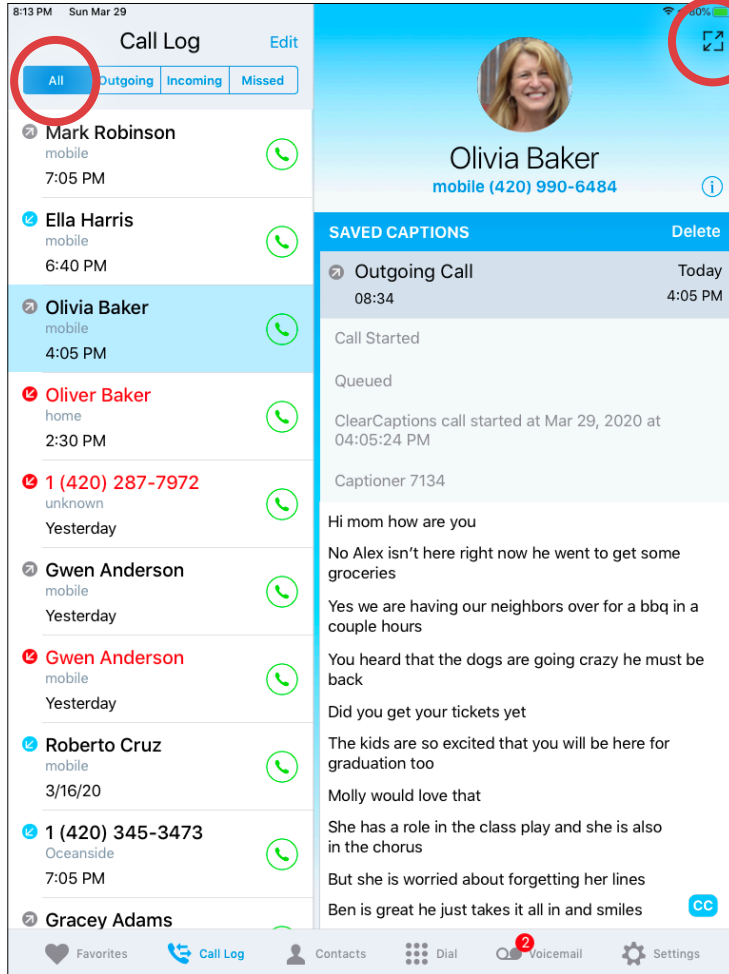 8:13 PM Sun Mar 29
80%
Call Log
Edit
All
Outgoing
Incoming
Missed
Mark Robinson
mobile
7:05 PM
Ella Harris
mobile
6:40 PM
Olivia Baker
mobile
4:05 PM
Oliver Baker
home
2:30 PM
1 (420) 287-7972
unknown
Yesterday
Gwen Anderson
mobile
Yesterday
Gwen Anderson
mobile
Yesterday
Roberto Cruz
mobile
3/16/20
1 (420) 345-3473
Oceanside
7:05 PM
Gracey Adams
Olivia Baker
mobile (420) 990-6484
SAVED CAPTIONS
Delete
Outgoing Call
Today
08:34
4:05 PM
Call Started
Queued
ClearCaptions call started at Mar 29, 2020 at
04:05:24 PM
Captioner 7134
Hi mom how are you
No Alex isn't here right now he went to get some
groceries
Yes we are having our neighbors over for a bbq in a
couple hours
You heard that the dogs are going crazy he must be
back
Did you get your tickets yet
The kids are so excited that you will be here for
graduation too
Molly would love that
She has a role in the class play and she is also
in the chorus
But she is worried about forgetting her lines
Ben is great he just takes it all in and smiles
CC
Favorites
Call Log
Contacts
Dial
2
Voicemail
Settings